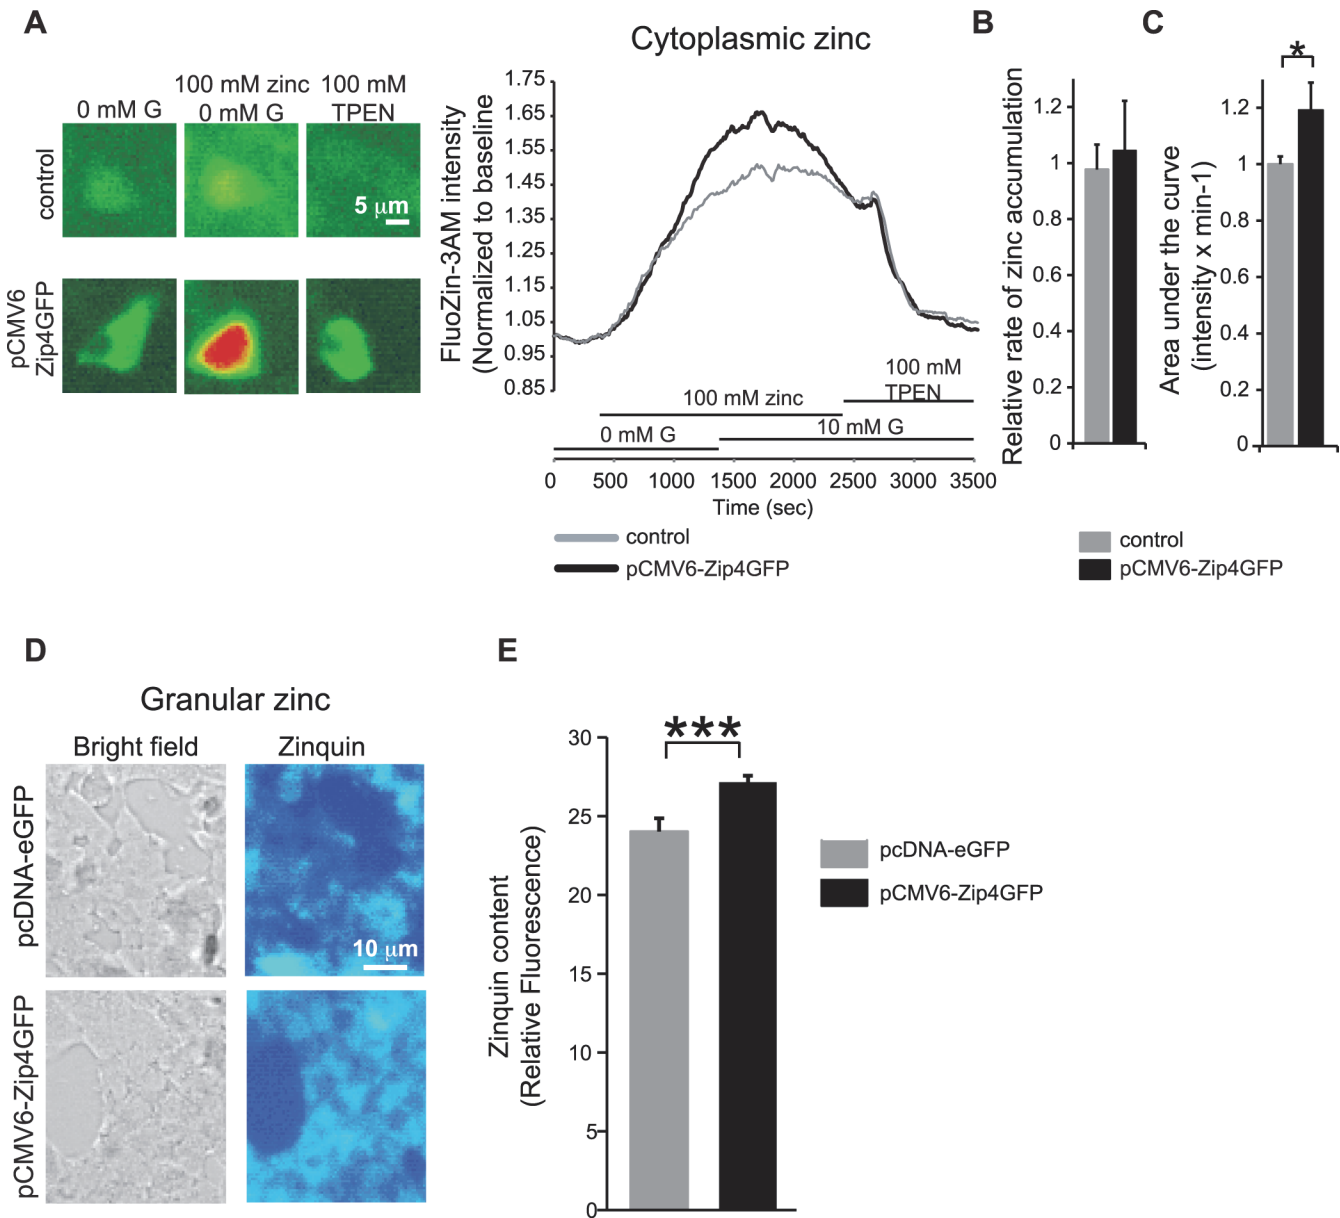 A
100 mM zinc
100 mM
0 mM G
0 mM G
TPEN
control
5 μm
pCMV6
Zip4GFP
Cytoplasmic zinc
FluoZin-3AM intensity
(Normalized to baseline
1.75
1.65
1.55
1.45
1.35
1.25
1.15
1.05
0.95
0.85
100 mM
TPEN
100 mM zinc
0 mM G
10 mM G
0
500
1000
1500
2000
2500
3000
3500
Time (sec)
control
pCMV6-Zip4GFP
B
Relative rate of zinc accumulation
1.2
1
0.8
0.6
0.4
0.2
0
C
*
Area under the curve
(intensity x min-1)
1.2
1
0.8
0.6
0.4
0.2
0
control
pCMV6-Zip4GFP
D
Granular zinc
Bright field
Zinquin
pcDNA-eGFP
10 μm
pCMV6-Zip4GFP
E
***
Zinquin content
(Relative Fluorescence)
30
25
20
15
10
5
0
pcDNA-eGFP
pCMV6-Zip4GFP